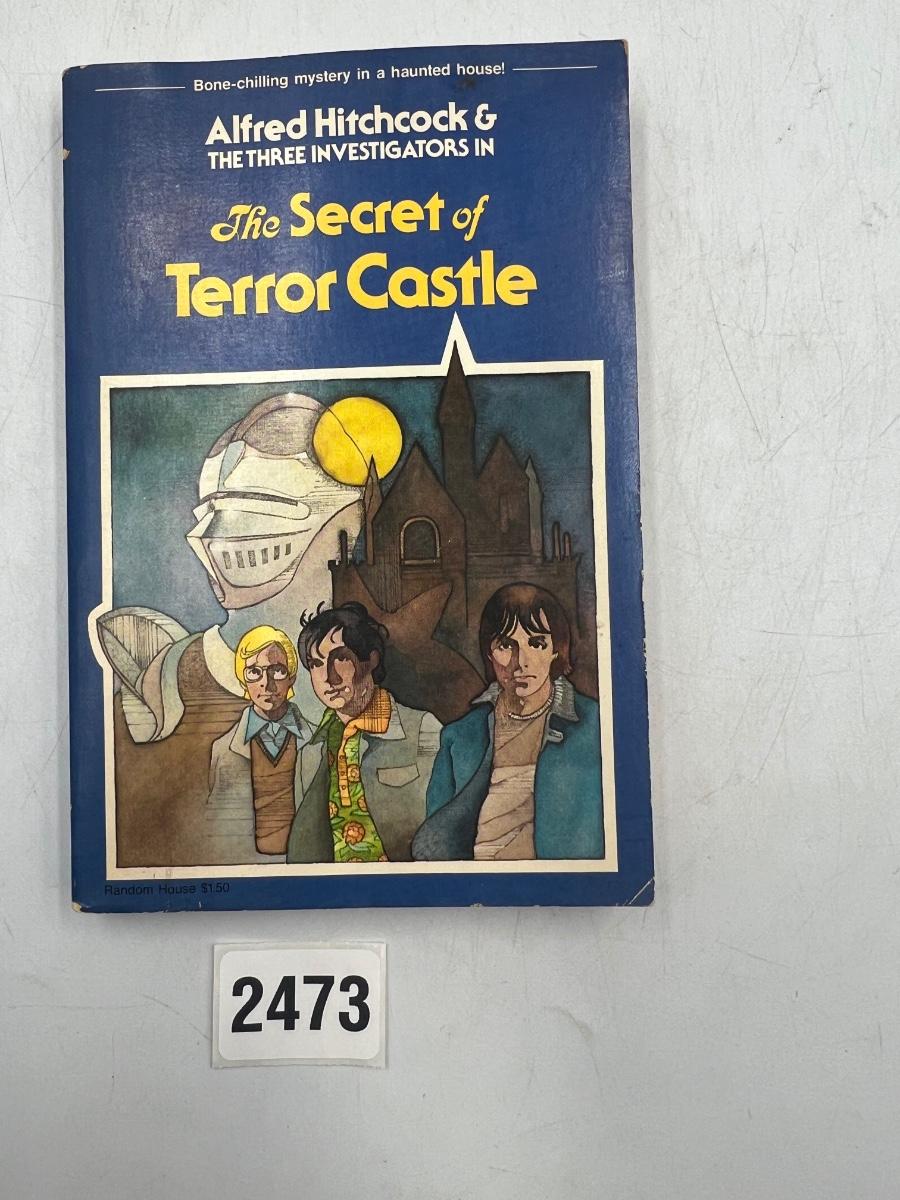 Bone-chilling mystery in a haunted house!
Alfred Hitchcock &
THE THREE INVESTIGATORS IN
The Secret of
Terror Castle
Random House $1.50
2473